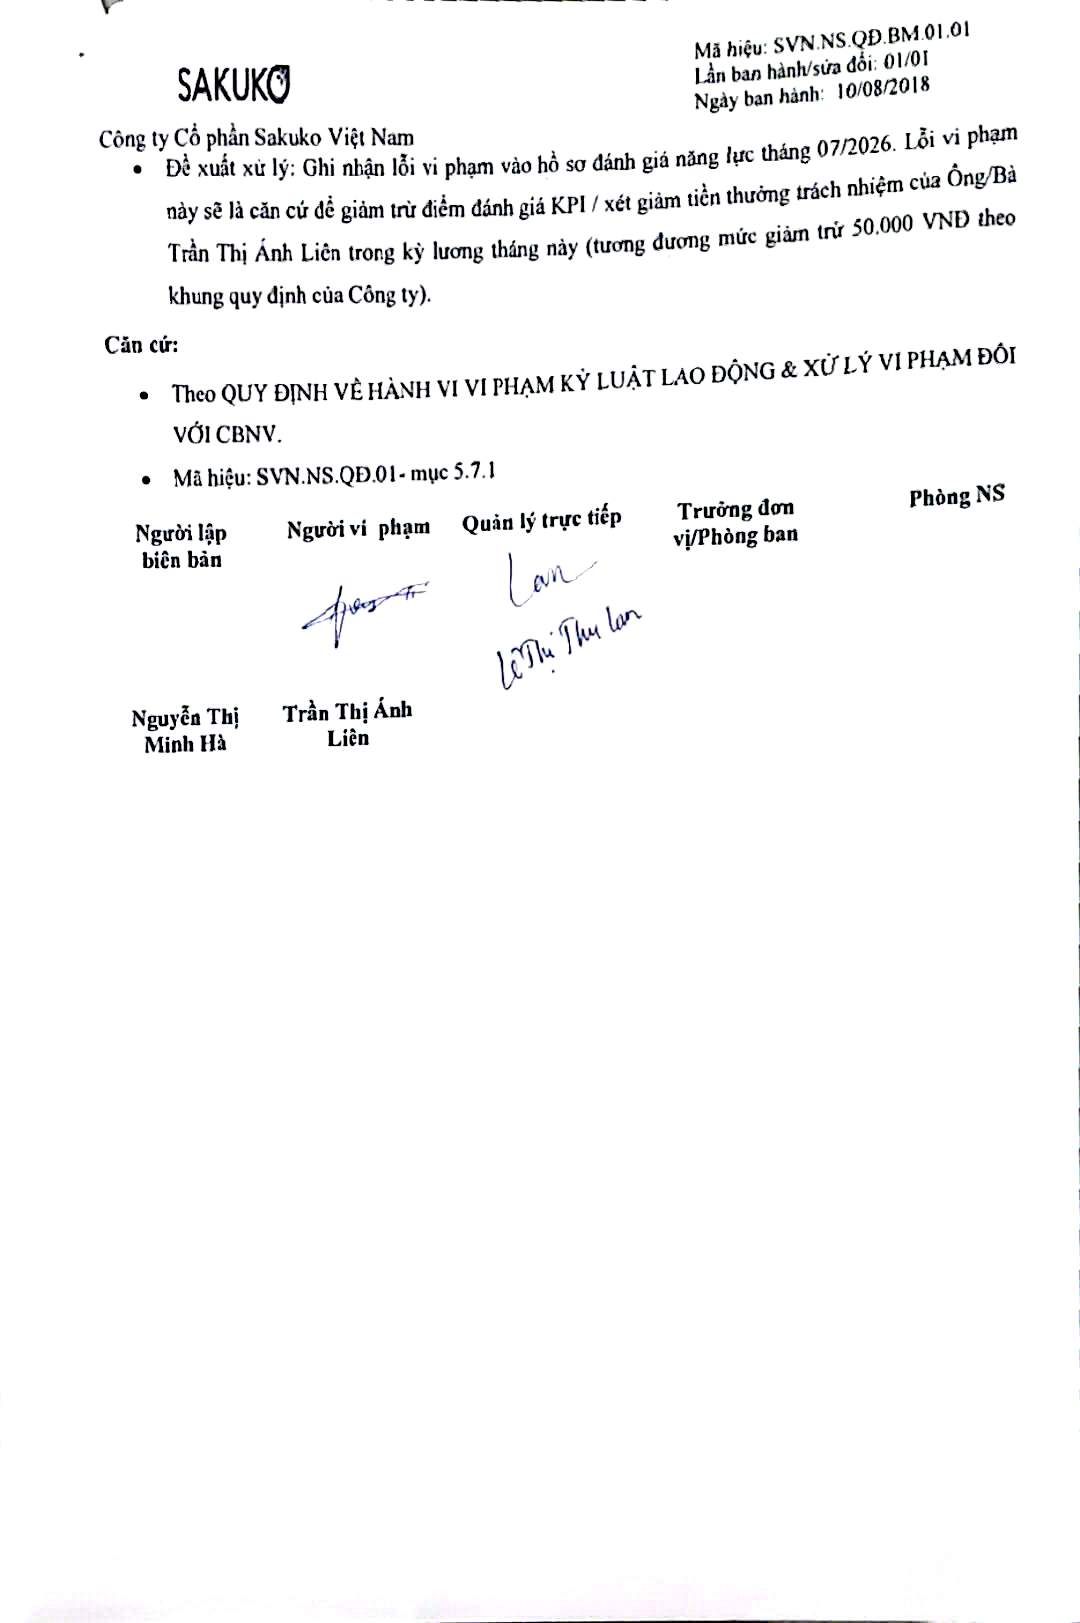 SAKUKO
Mã hiệu: SVN.NS.QĐ.BM.01.01
Lần ban hành/sửa đổi: 01/01
Ngày ban hành: 10/08/2018
Công ty Cổ phần Sakuko Việt Nam
• Đề xuất xử lý: Ghi nhận lỗi vi phạm vào hồ sơ đánh giá năng lực tháng 07/2026. Lỗi vi phạm
này sẽ là căn cứ để giảm trừ điểm đánh giá KPI / xét giảm tiền thưởng trách nhiệm của Ông/Bà
Trần Thị Ánh Liên trong kỳ lương tháng này (tương đương mức giảm trừ 50.000 VNĐ theo
khung quy định của Công ty).
Căn cứ:
• Theo QUY ĐỊNH VỀ HÀNH VI VI PHẠM KỶ LUẬT LAO ĐỘNG & XỬ LÝ VI PHẠM ĐỐI
VỚI CBNV.
• Mã hiệu: SVN.NS.QĐ.01- mục 5.7.1
Người lập
biên bản
Người vi phạm
Quản lý trực tiếp
Trưởng đơn
vị/Phòng ban
Phòng NS
Lan
Lê Thị Thu Lan
Nguyễn Thị
Minh Hà
Trần Thị Ánh
Liên